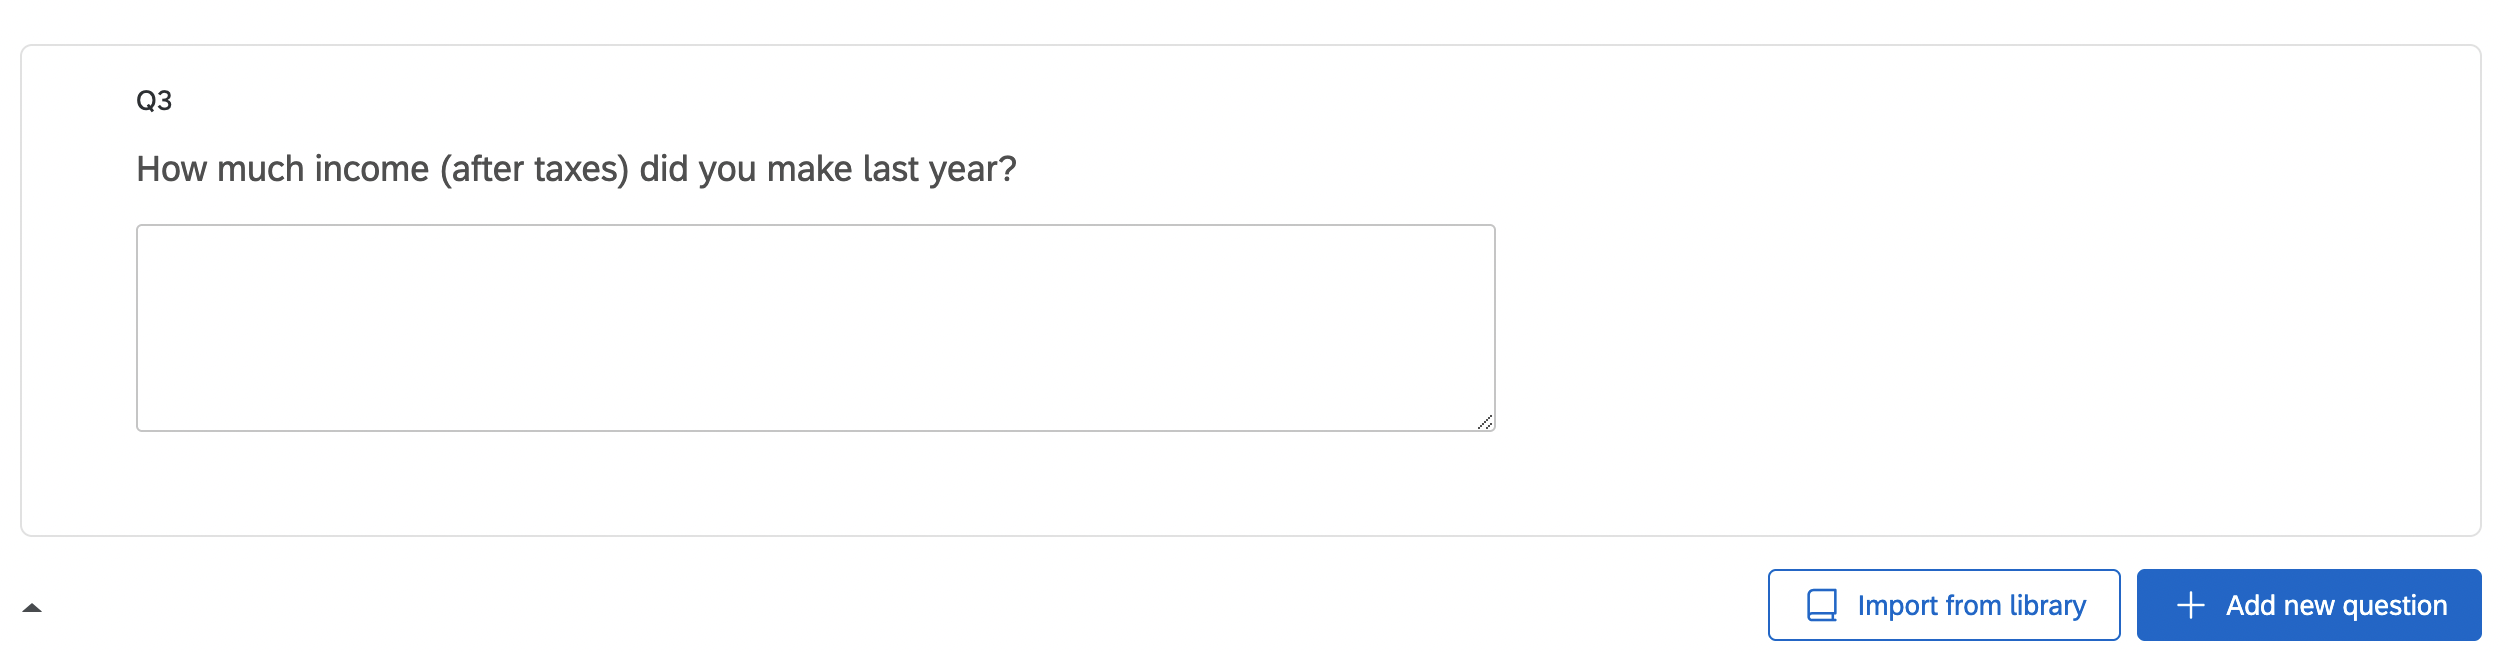 Q3
How much income (after taxes) did you make last year?
Import from library
Add new question